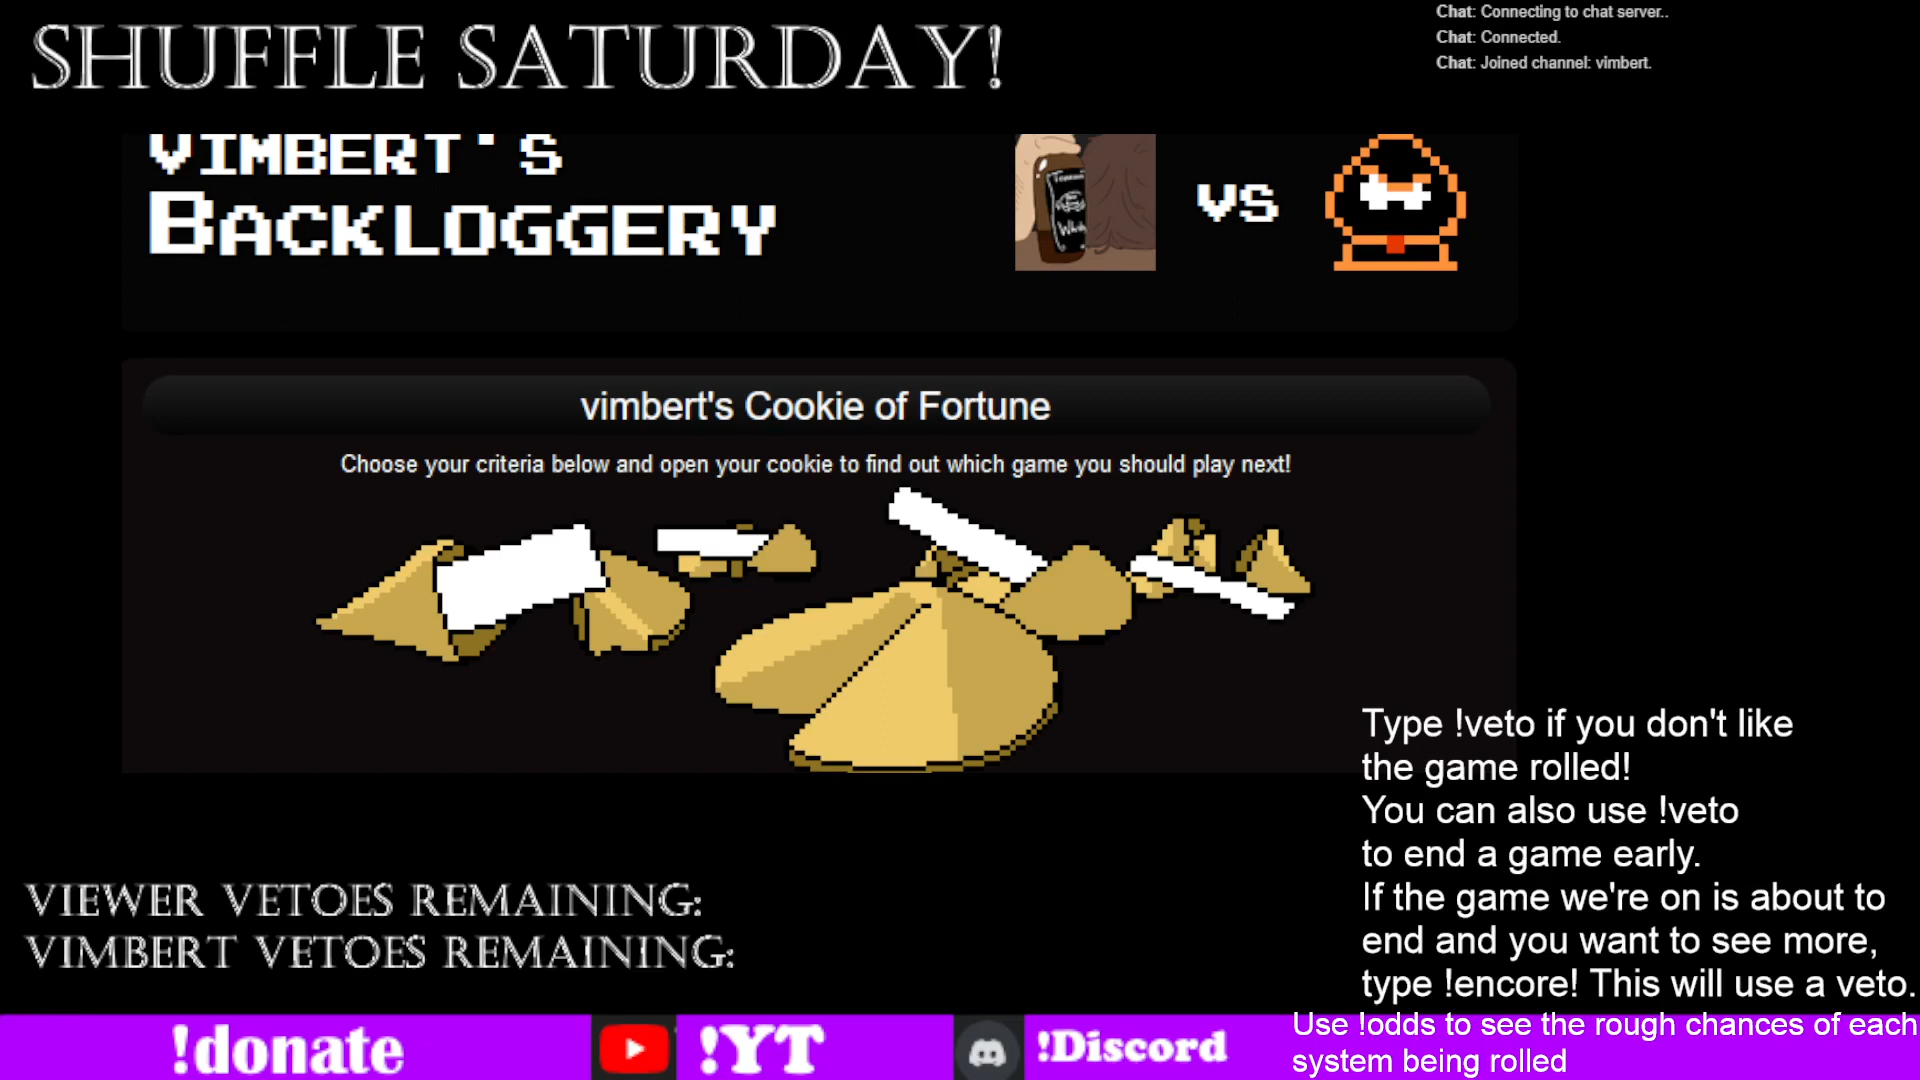 SHUFFLE SATURDAY!
Chat: Connecting to chat server..
Chat: Connected.
Chat: Joined channel: vimbert.
VIMBERT'S
BACKLOGGERY
VS
vimbert's Cookie of Fortune
Choose your criteria below and open your cookie to find out which game you should play next!
Type !veto if you don't like
the game rolled!
You can also use !veto
to end a game early.
If the game we're on is about to
end and you want to see more,
type !encore! This will use a veto.
VIEWER VETOES REMAINING:
VIMBERT VETOES REMAINING:
!donate
!YT
!Discord
Use !odds to see the rough chances of each
system being rolled